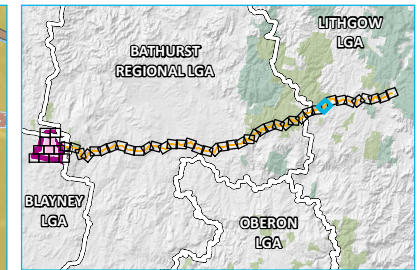 LITHGOW
LGA
BATHURST
REGIONAL LGA
BLAYNEY
LGA
OBERON
LGA